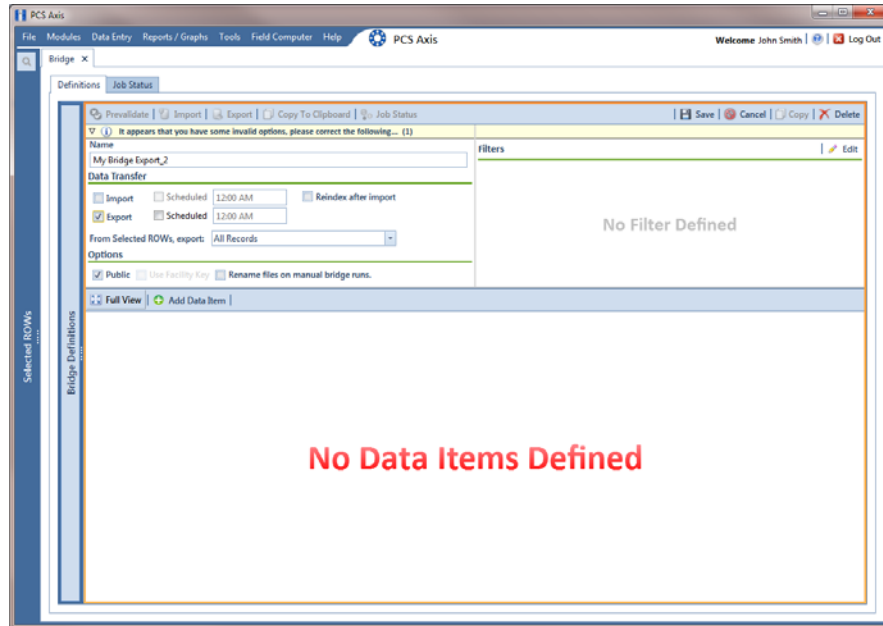 PCS Axis
File Modules Data Entry Reports / Graphs Tools Field Computer Help PCS Axis Welcome John Smith | Log Out
Bridge X
Definitions Job Status
Prevalidate | Import | Export | Copy To Clipboard | Job Status | Save | Cancel | Copy | Delete
It appears that you have some invalid options, please correct the following... (1)
Name
My Bridge Export_2
Filters | Edit
Data Transfer
Import Scheduled 12:00 AM Reindex after import
Export Scheduled 12:00 AM
No Filter Defined
From Selected ROWs, export: All Records
Options
Public Use Facility Key Rename files on manual bridge runs.
Full View | Add Data Item |
Selected ROWs
Bridge Definitions
No Data Items Defined